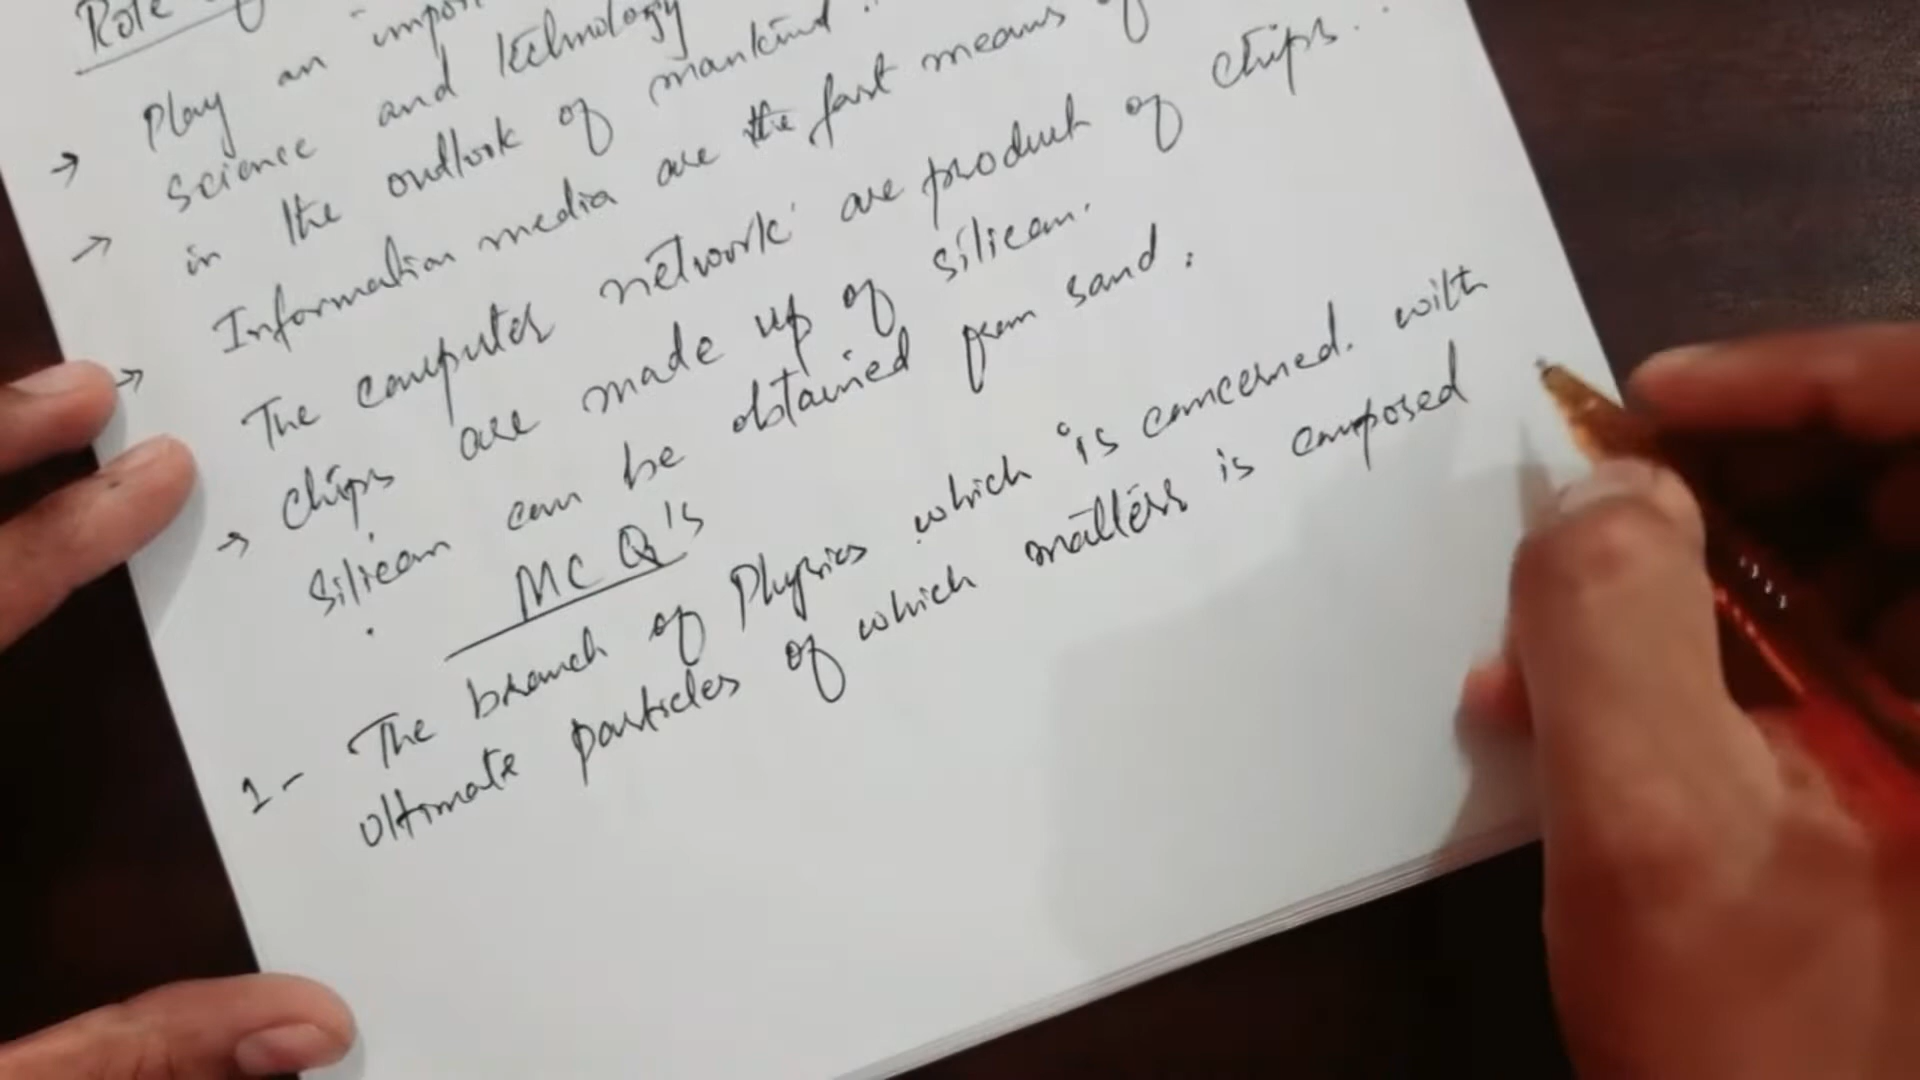 Role of
Play an impor
science and technology
in the outlook of mankind.
Information media are the fast means of
The computer network are product of chips.
chips are made up of silicon.
Silicon can be obtained from sand.
MCQ's
1- The branch of Physics which is concerned. with
ultimate particles of which matters is composed